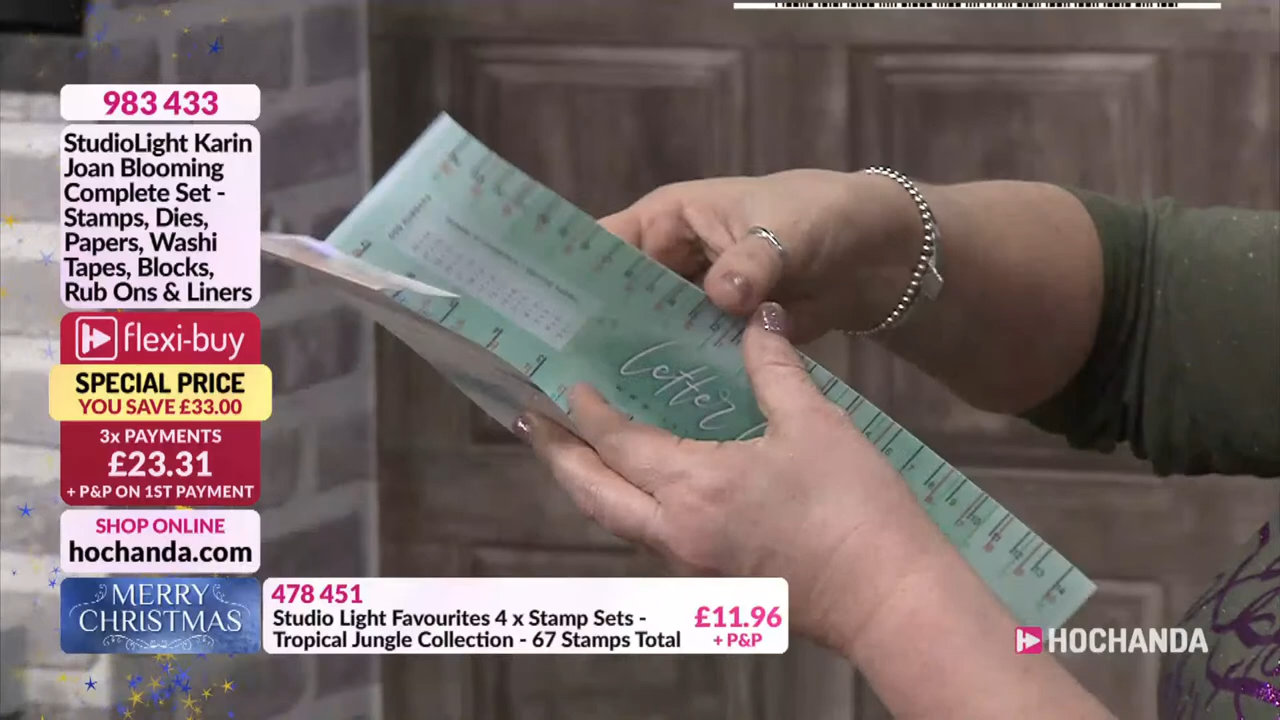 983 433
StudioLight Karin
Joan Blooming
Complete Set -
Stamps, Dies,
Papers, Washi
Tapes, Blocks,
Rub Ons & Liners
flexi-buy
SPECIAL PRICE
YOU SAVE £33.00
3x PAYMENTS
£23.31
+ P&P ON 1ST PAYMENT
SHOP ONLINE
hochanda.com
MERRY
CHRISTMAS
478 451
Studio Light Favourites 4 x Stamp Sets -
Tropical Jungle Collection - 67 Stamps Total
£11.96
+ P&P
letter
HOCHANDA